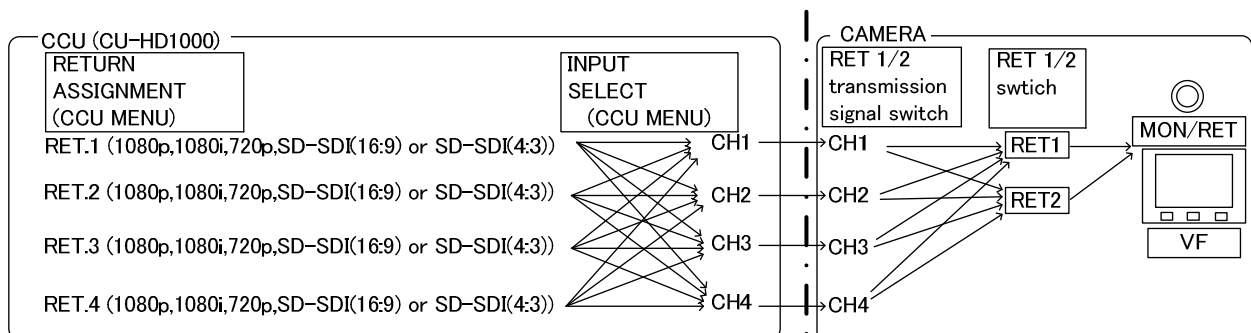 CCU (CU-HD1000)
RETURN
ASSIGNMENT
(CCU MENU)
INPUT
SELECT
(CCU MENU)
RET.1 (1080p,1080i,720p,SD-SDI(16:9) or SD-SDI(4:3))
RET.2 (1080p,1080i,720p,SD-SDI(16:9) or SD-SDI(4:3))
RET.3 (1080p,1080i,720p,SD-SDI(16:9) or SD-SDI(4:3))
RET.4 (1080p,1080i,720p,SD-SDI(16:9) or SD-SDI(4:3))
CH1
CH2
CH3
CH4
CAMERA
RET 1/2
transmission
signal switch
RET 1/2
swtich
CH1
CH2
CH3
CH4
RET1
RET2
MON/RET
VF